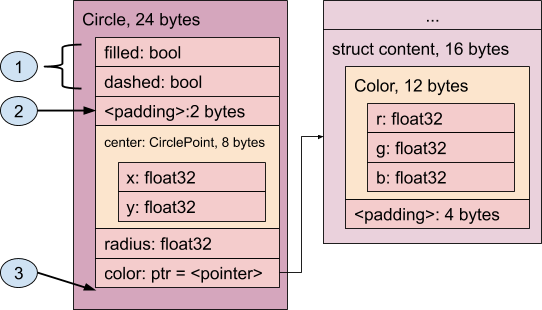 Circle, 24 bytes
1
filled: bool
dashed: bool
2
<padding>:2 bytes
center: CirclePoint, 8 bytes
x: float32
y: float32
radius: float32
3
color: ptr = <pointer>
...
struct content, 16 bytes
Color, 12 bytes
r: float32
g: float32
b: float32
<padding>: 4 bytes